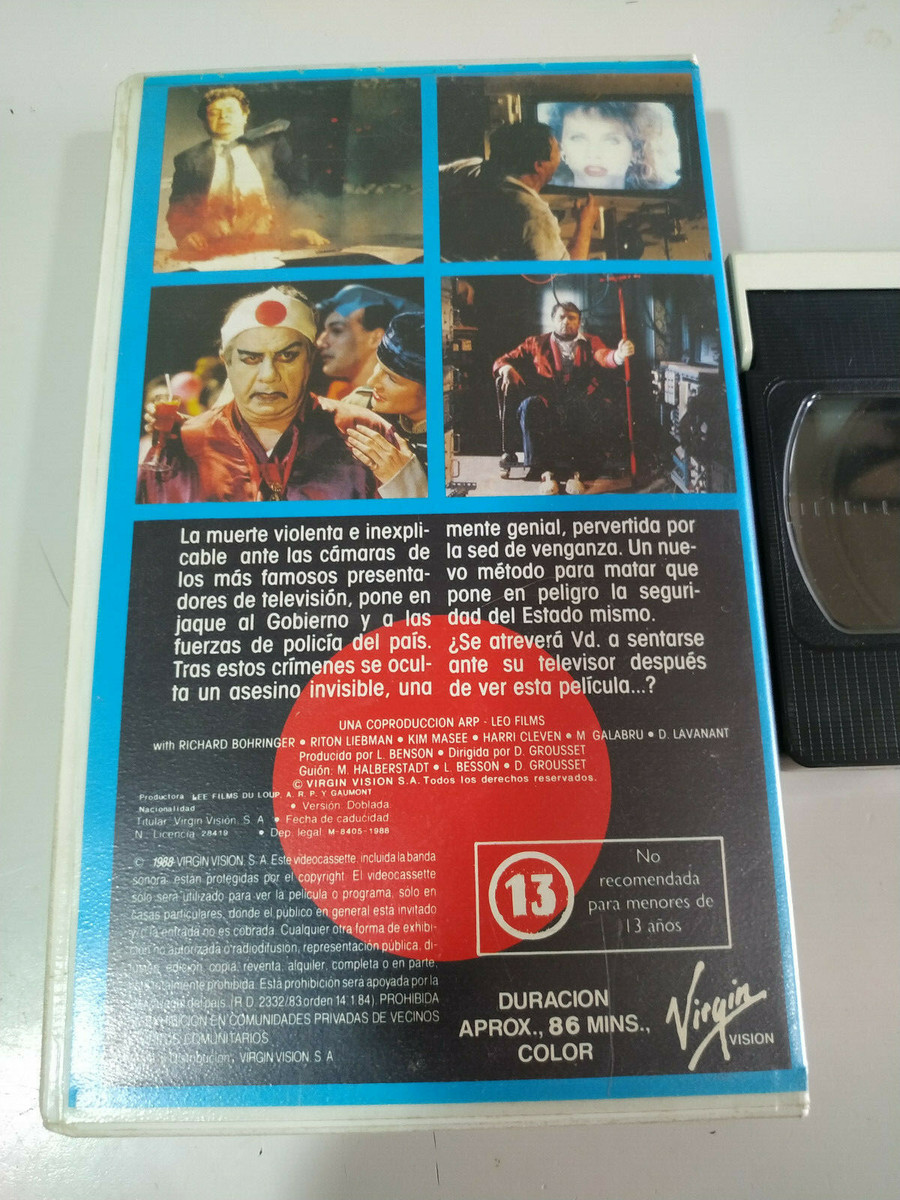 La muerte violenta e inexpli-
cable ante las cámaras de
los más famosos presenta-
dores de televisión, pone en
jaque al Gobierno y a las
fuerzas de policía del país.
Tras estos crímenes se ocul-
ta un asesino invisible, una
mente genial, pervertida por
la sed de venganza. Un nue-
vo método para matar que
pone en peligro la seguri-
dad del Estado mismo.
¿Se atreverá Vd. a sentarse
ante su televisor después
de ver esta película...?
UNA COPRODUCCION ARP - LEO FILMS
with RICHARD BOHRINGER • RITON LIEBMAN • KIM MASEE • HARRI CLEVEN • M GALABRU • D. LAVANANT
Producida por L. BENSON • Dirigida por D. GROUSSET
Guión: M. HALBERSTADT • L. BESSON • D. GROUSSET
© VIRGIN VISION S.A. Todos los derechos reservados.
Productora LEE FILMS DU LOUP, A. R. P. Y GAUMONT
Nacionalidad • Versión Doblada
Titular Virgin Visión. S. A • Fecha de caducidad
N. Licencia 28419 • Dep. legal M-8405-1988
© 1988 VIRGIN VISION, S. A. Este videocassette, incluida la banda
sonora, están protegidas por el copyright. El videocassette
solo será utilizado para ver la película o programa, solo en
casas particulares, donde el público en general está invitado
y la entrada no es cobrada. Cualquier otra forma de exhibi-
no autorizada o radiodifusión, representación pública, di-
edición, copia, reventa, alquiler, completa o en parte,
prohibida. Esta prohibición será apoyada por la
del país. (R. D. 2332/83 orden 14.1.84). PROHIBIDA
EN COMUNIDADES PRIVADAS DE VECINOS
COMUNITARIOS
y Distribucion, VIRGIN VISION, S. A
13
No
recomendada
para menores de
13 años
DURACION
APROX., 86 MINS.,
COLOR
Virgin
VISION